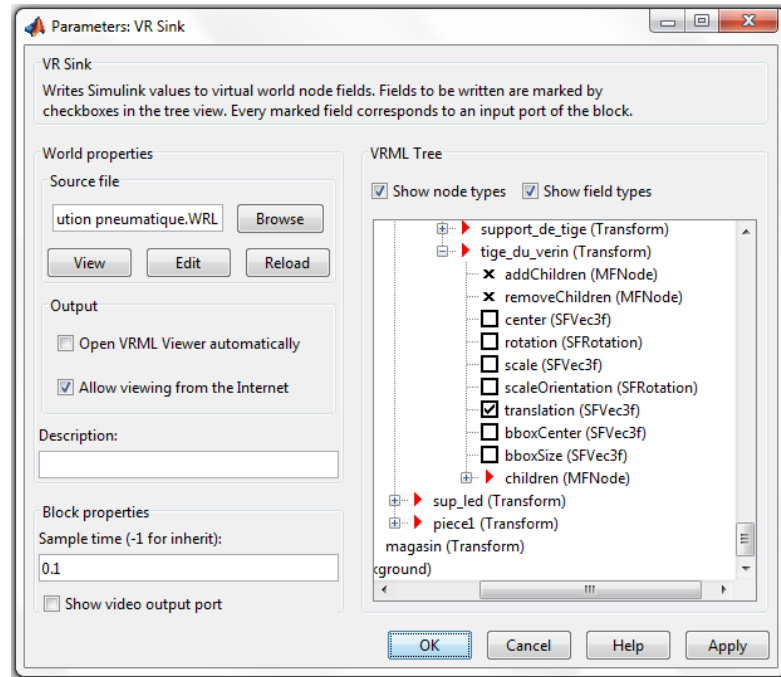 Parameters: VR Sink
VR Sink
Writes Simulink values to virtual world node fields. Fields to be written are marked by
checkboxes in the tree view. Every marked field corresponds to an input port of the block.
World properties
Source file
ution pneumatique.WRL
Browse
View
Edit
Reload
Output
Open VRML Viewer automatically
Allow viewing from the Internet
Description:
Block properties
Sample time (-1 for inherit):
0.1
Show video output port
VRML Tree
Show node types
Show field types
support_de_tige (Transform)
tige_du_verin (Transform)
addChildren (MFNode)
removeChildren (MFNode)
center (SFVec3f)
rotation (SFRotation)
scale (SFVec3f)
scaleOrientation (SFRotation)
translation (SFVec3f)
bboxCenter (SFVec3f)
bboxSize (SFVec3f)
children (MFNode)
sup_led (Transform)
piece1 (Transform)
magasin (Transform)
kground)
OK
Cancel
Help
Apply